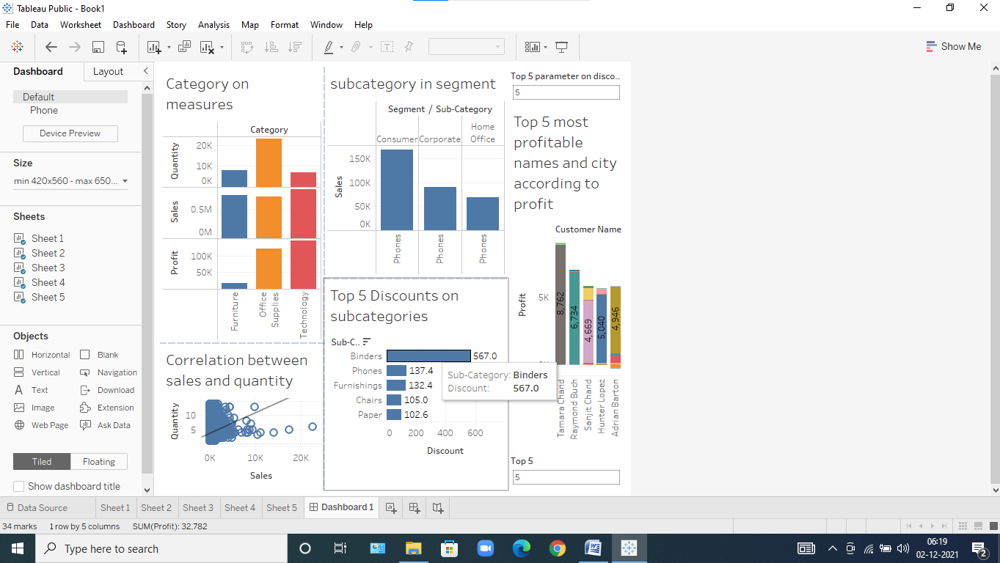 Tableau Public - Book1
File Data Worksheet Dashboard Story Analysis Map Format Window Help
Show Me
Dashboard
Layout
Default
Phone
Device Preview
Size
min 420x560 - max 650...
Sheets
Sheet 1
Sheet 2
Sheet 3
Sheet 4
Sheet 5
Objects
Horizontal Blank
Vertical Navigation
Text Download
Image Extension
Web Page Ask Data
Tiled Floating
Show dashboard title
Category on
measures
Category
Quantity
20K
10K
0K
Sales
0.5M
0M
Profit
100K
50K
Furniture
Office
Supplies
Technology
subcategory in segment
Segment / Sub-Category
Consumer Corporate
Home
Office
Sales
150K
100K
50K
0K
Phones Phones Phones
Top 5 parameter on disco..
5
Top 5 most
profitable
names and city
according to
profit
Customer Name
Profit
5K
8,762
6,734
4,669
5,040
4,946
Tamara Chand
Raymond Buch
Sanjit Chand
Hunter Lopez
Adrian Barton
Top 5
5
Correlation between
sales and quantity
Quantity
10
5
0K 10K 20K
Sales
Top 5 Discounts on
subcategories
Sub-C..
Binders 567.0
Phones 137.4
Furnishings 132.4
Chairs 105.0
Paper 102.6
0 200 400 600
Discount
Sub-Category: Binders
Discount: 567.0
Data Source Sheet 1 Sheet 2 Sheet 3 Sheet 4 Sheet 5 Dashboard 1
34 marks 1 row by 5 columns SUM(Profit): 32,782
Type here to search
06:19
02-12-2021
2